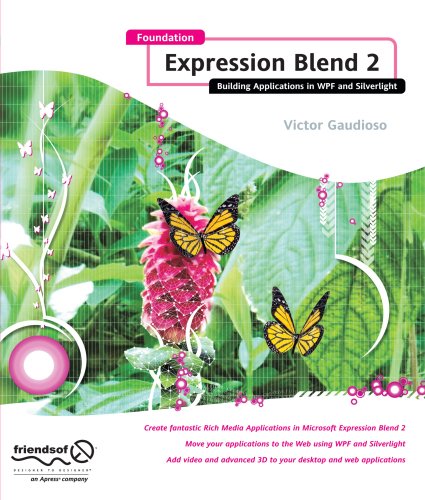 Foundation
Expression Blend 2
Building Applications in WPF and Silverlight
Victor Gaudioso
Create fantastic Rich Media Applications in Microsoft Expression Blend 2
Move your applications to the Web using WPF and Silverlight
Add video and advanced 3D to your desktop and web applications
friendsof
DESIGNER TO DESIGNER™
an Apress® company